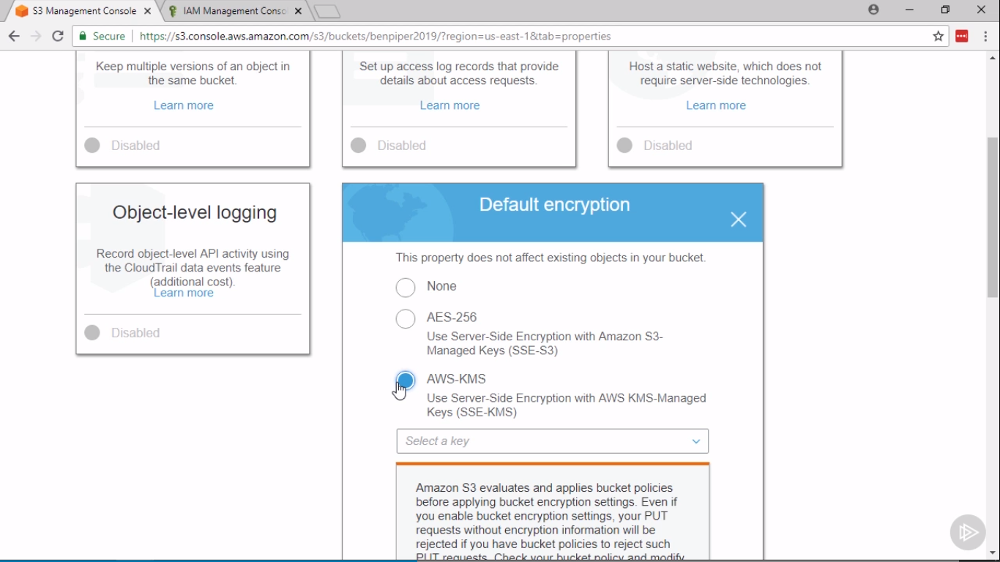 S3 Management Console
IAM Management Conso
Secure
https://s3.console.aws.amazon.com/s3/buckets/benpiper2019/?region=us-east-1&tab=properties
Keep multiple versions of an object in
the same bucket.
Learn more
Disabled
Set up access log records that provide
details about access requests.
Learn more
Disabled
Host a static website, which does not
require server-side technologies.
Learn more
Disabled
Object-level logging
Record object-level API activity using
the CloudTrail data events feature
(additional cost).
Learn more
Disabled
Default encryption
This property does not affect existing objects in your bucket.
None
AES-256
Use Server-Side Encryption with Amazon S3-
Managed Keys (SSE-S3)
AWS-KMS
Use Server-Side Encryption with AWS KMS-Managed
Keys (SSE-KMS)
Select a key
Amazon S3 evaluates and applies bucket policies
before applying bucket encryption settings. Even if
you enable bucket encryption settings, your PUT
requests without encryption information will be
rejected if you have bucket policies to reject such
PUT requests. Check your bucket policy and modify